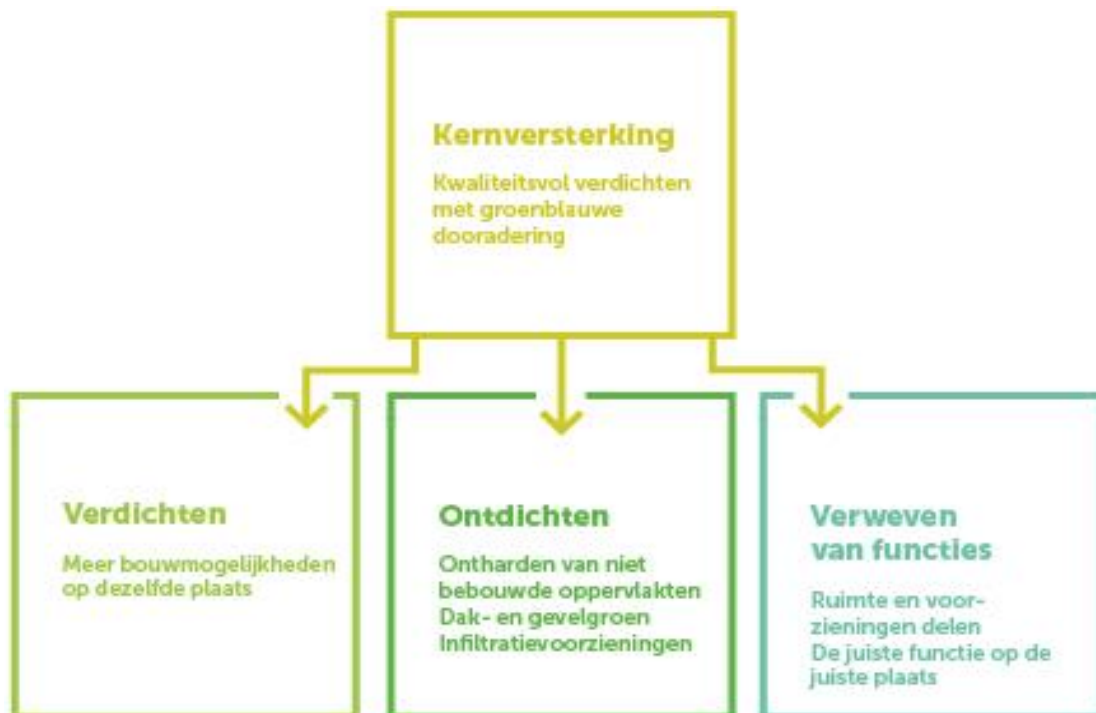 Kernversterking
Kwaliteitsvol verdichten
met groenblauwe
dooradering
Verdichten
Meer bouwmogelijkheden
op dezelfde plaats
Ontdichten
Ontharden van niet
bebouwde oppervlakten
Dak- en gevelgroen
Infiltratievoorzieningen
Verweven
van functies
Ruimte en voor-
zieningen delen
De juiste functie op de
juiste plaats